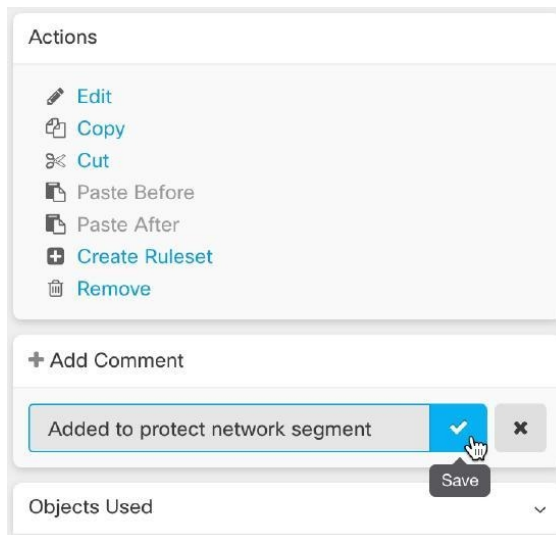 Actions
Edit
Copy
Cut
Paste Before
Paste After
Create Ruleset
Remove
Add Comment
Added to protect network segment
Save
Objects Used